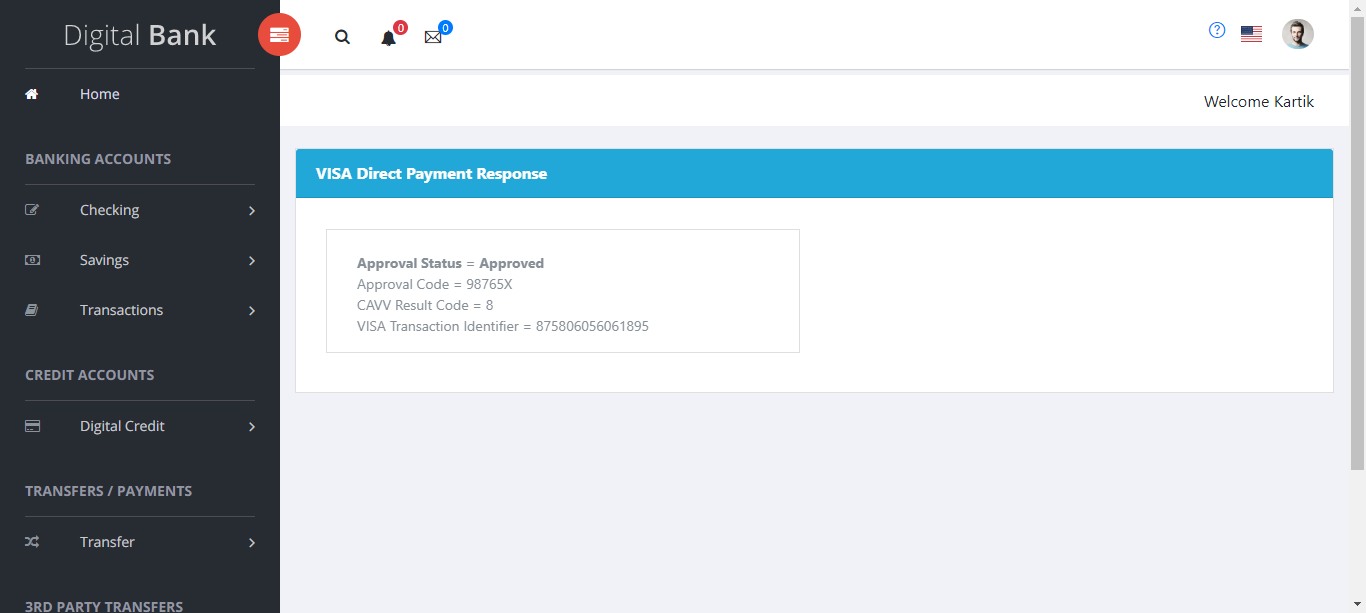 Digital Bank
0
0
?
Home
Welcome Kartik
BANKING ACCOUNTS
VISA Direct Payment Response
Checking
Savings
Approval Status = Approved
Approval Code = 98765X
CAVV Result Code = 8
VISA Transaction Identifier = 875806056061895
Transactions
CREDIT ACCOUNTS
Digital Credit
TRANSFERS / PAYMENTS
Transfer
3RD PARTY TRANSFERS